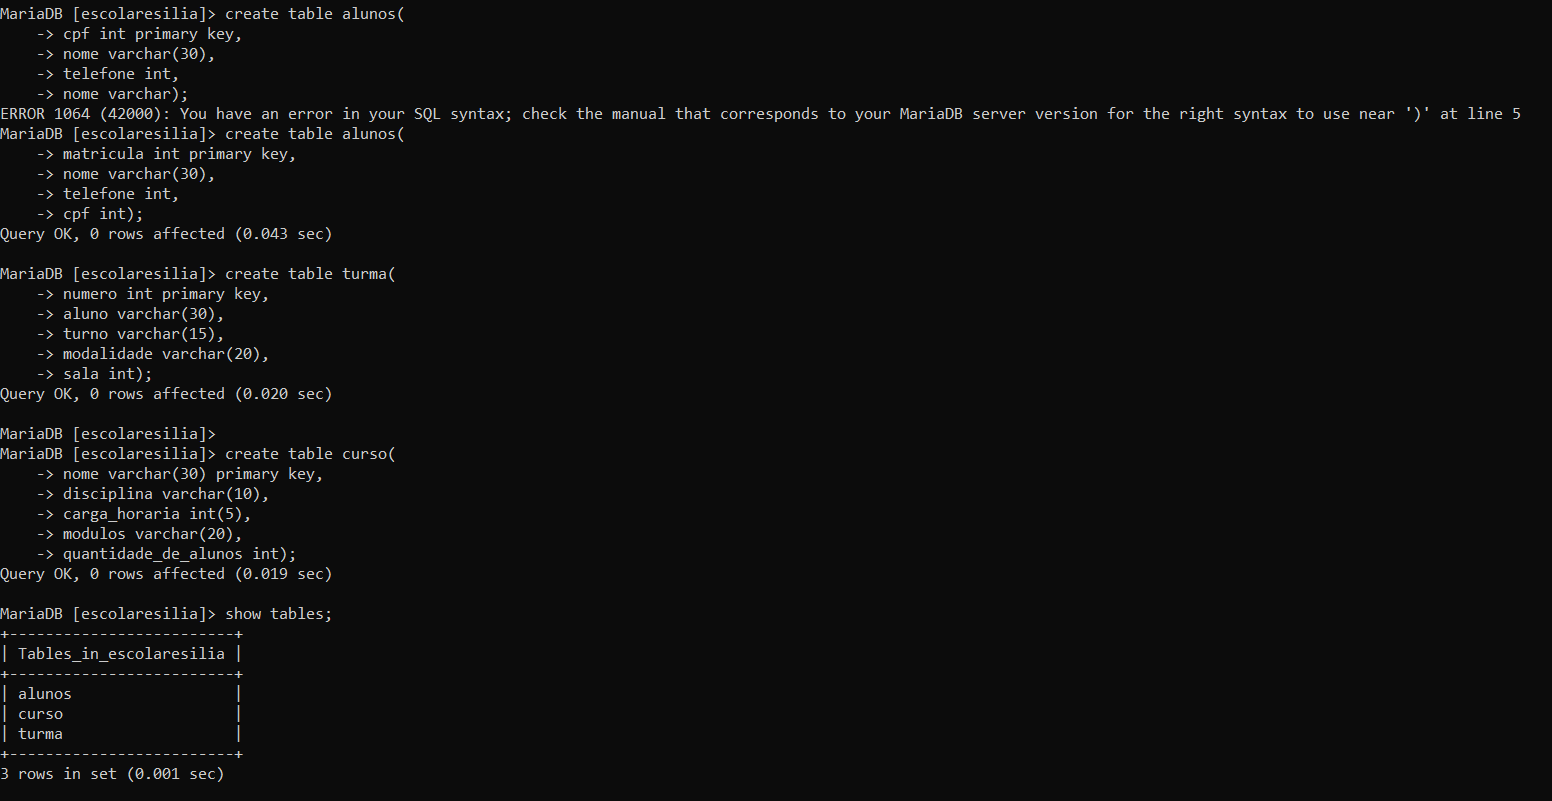 MariaDB [escolaresilia]> create table alunos(
    -> cpf int primary key,
    -> nome varchar(30),
    -> telefone int,
    -> nome varchar);
ERROR 1064 (42000): You have an error in your SQL syntax; check the manual that corresponds to your MariaDB server version for the right syntax to use near ')' at line 5
MariaDB [escolaresilia]> create table alunos(
    -> matricula int primary key,
    -> nome varchar(30),
    -> telefone int,
    -> cpf int);
Query OK, 0 rows affected (0.043 sec)

MariaDB [escolaresilia]> create table turma(
    -> numero int primary key,
    -> aluno varchar(30),
    -> turno varchar(15),
    -> modalidade varchar(20),
    -> sala int);
Query OK, 0 rows affected (0.020 sec)

MariaDB [escolaresilia]>
MariaDB [escolaresilia]> create table curso(
    -> nome varchar(30) primary key,
    -> disciplina varchar(10),
    -> carga_horaria int(5),
    -> modulos varchar(20),
    -> quantidade_de_alunos int);
Query OK, 0 rows affected (0.019 sec)

MariaDB [escolaresilia]> show tables;
+-------------------------+
| Tables_in_escolaresilia |
+-------------------------+
| alunos                  |
| curso                   |
| turma                   |
+-------------------------+
3 rows in set (0.001 sec)